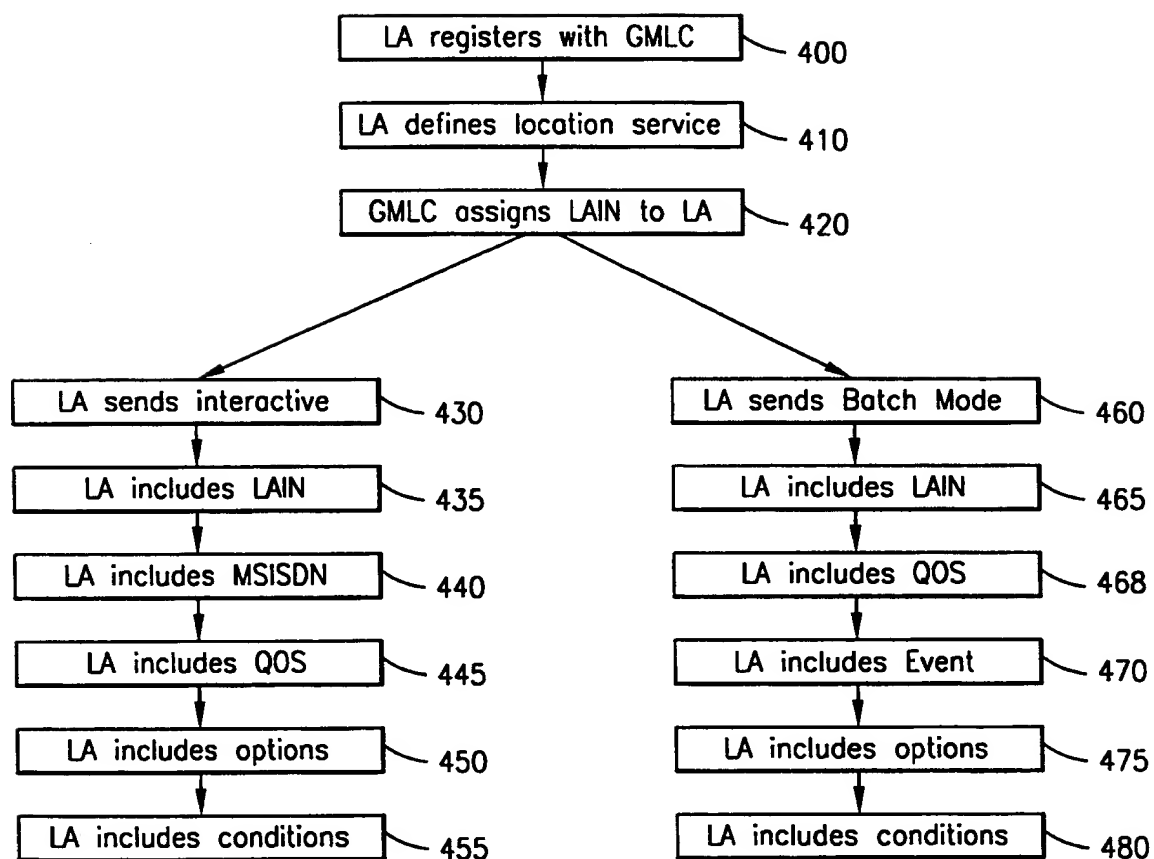 LA registers with GMLC
400
LA defines location service
410
GMLC assigns LAIN to LA
420
LA sends interactive
430
LA includes LAIN
435
LA includes MSISDN
440
LA includes QOS
445
LA includes options
450
LA includes conditions
455
LA sends Batch Mode
460
LA includes LAIN
465
LA includes QOS
468
LA includes Event
470
LA includes options
475
LA includes conditions
480